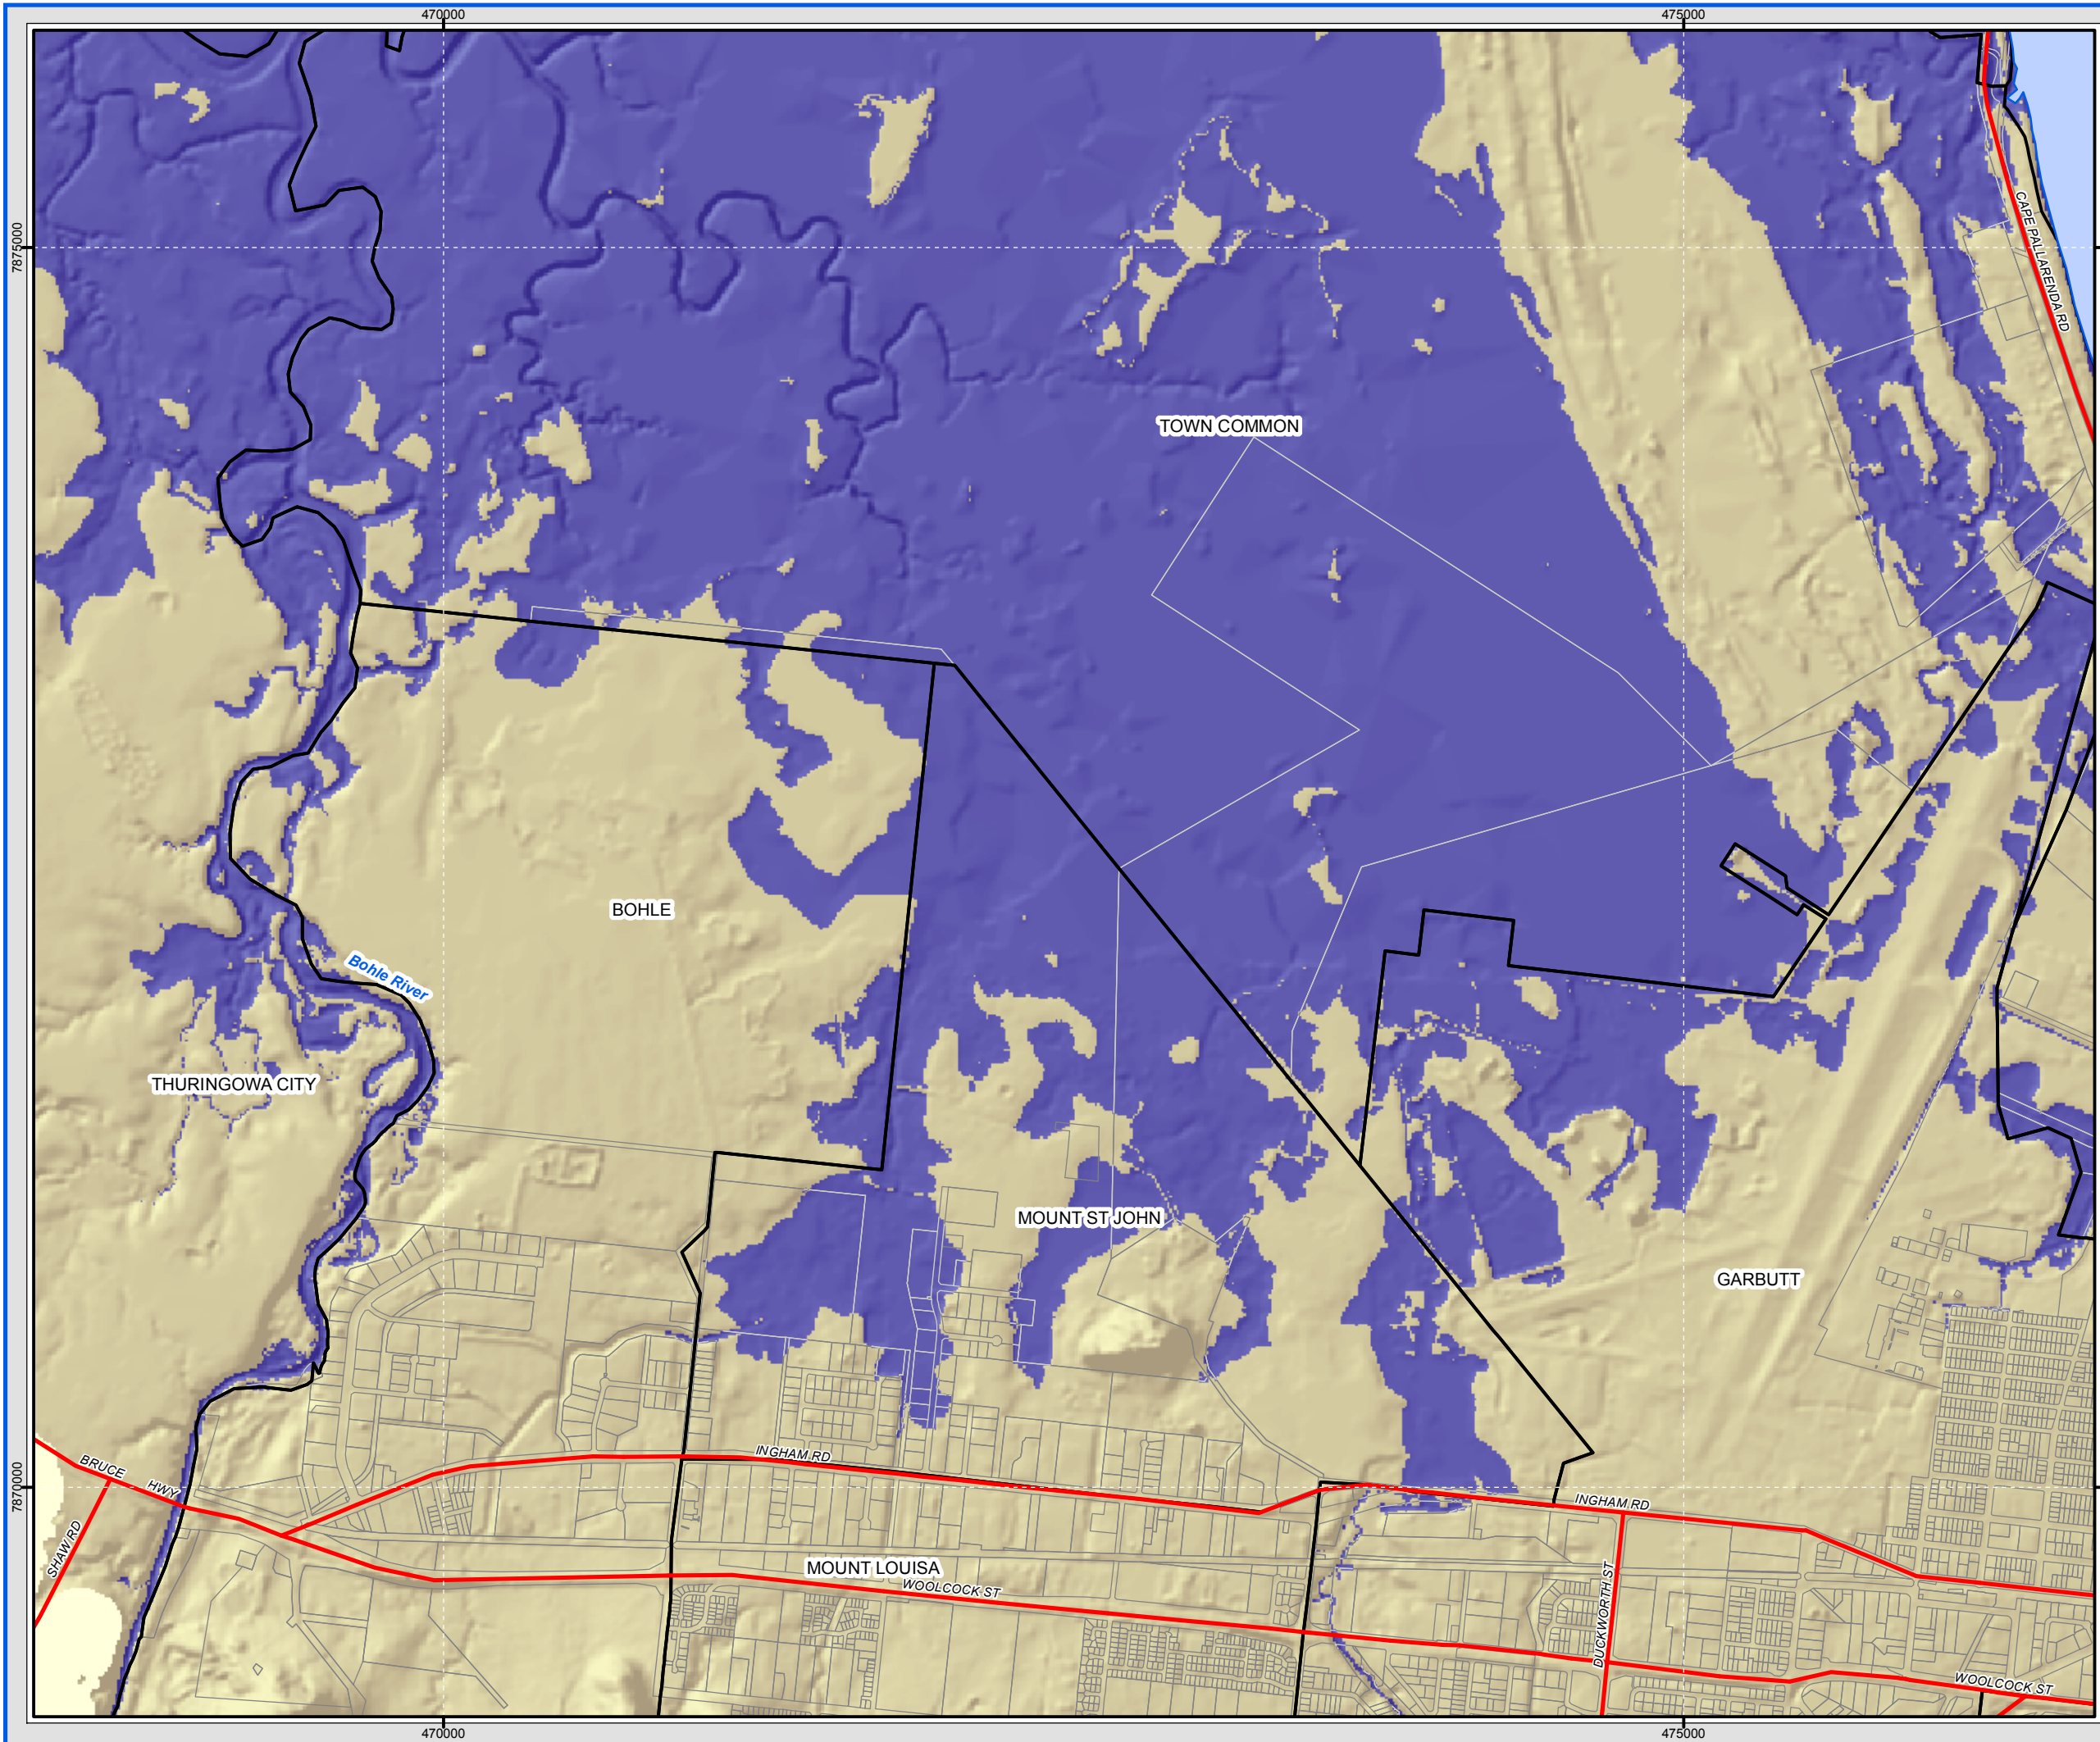 470000
475000
7875000
CAPE PALLARENDA RD
TOWN COMMON
BOHLE
Bohle River
THURINGOWA CITY
MOUNT ST JOHN
GARBUTT
7870000
BRUCE HWY
INGHAM RD
INGHAM RD
SHAW RD
MOUNT LOUISA
WOOLCOCK ST
DUCKWORTH ST
WOOLCOCK ST
470000
475000